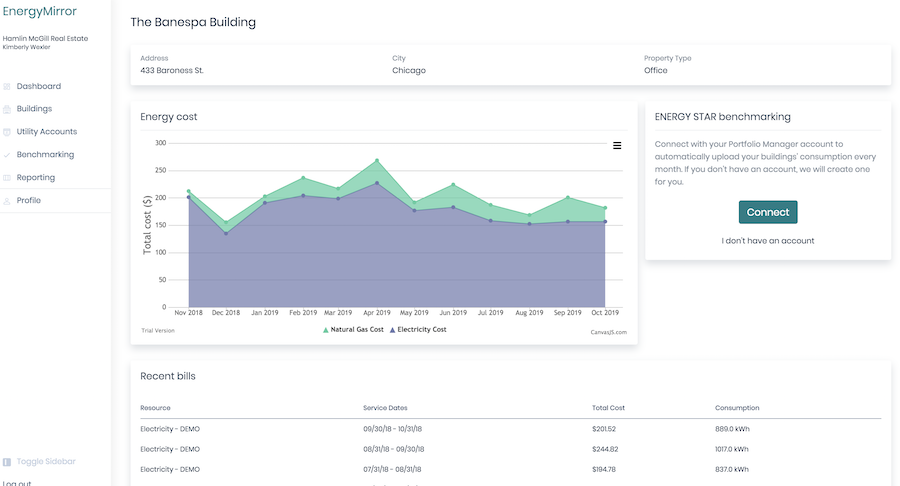 EnergyMirror
Hamlin McGill Real Estate
Kimberly Wexler
Dashboard
Buildings
Utility Accounts
Benchmarking
Reporting
Profile
Toggle Sidebar
Log out
The Banespa Building
Address City Property Type
433 Baroness St. Chicago Office
Energy cost
300
250
200
150
100
50
0
Total cost ($)
Nov 2018 Dec 2018 Jan 2019 Feb 2019 Mar 2019 Apr 2019 May 2019 Jun 2019 Jul 2019 Aug 2019 Sep 2019 Oct 2019
Natural Gas Cost Electricity Cost
Trial Version CanvasJS.com
ENERGY STAR benchmarking
Connect with your Portfolio Manager account to
automatically upload your buildings' consumption every
month. If you don't have an account, we will create one
for you.
Connect
I don't have an account
Recent bills
Resource Service Dates Total Cost Consumption
Electricity - DEMO 09/30/18 - 10/31/18 $201.52 889.0 kWh
Electricity - DEMO 08/31/18 - 09/30/18 $244.82 1017.0 kWh
Electricity - DEMO 07/31/18 - 08/31/18 $194.78 837.0 kWh